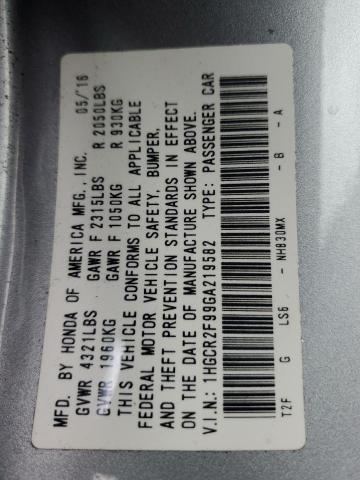 MFD. BY HONDA OF AMERICA MFG., INC. 05/16
GVWR 4321LBS GAWR F 2315LBS R 2050LBS
GVWR 1960KG GAWR F 1050KG R 930KG
THIS VEHICLE CONFORMS TO ALL APPLICABLE
FEDERAL MOTOR VEHICLE SAFETY, BUMPER,
AND THEFT PREVENTION STANDARDS IN EFFECT
ON THE DATE OF MANUFACTURE SHOWN ABOVE.
V.I.N.: 1HGCR2F99GA219582 TYPE: PASSENGER CAR
LS6 - NH830MX - B - A
T2F G